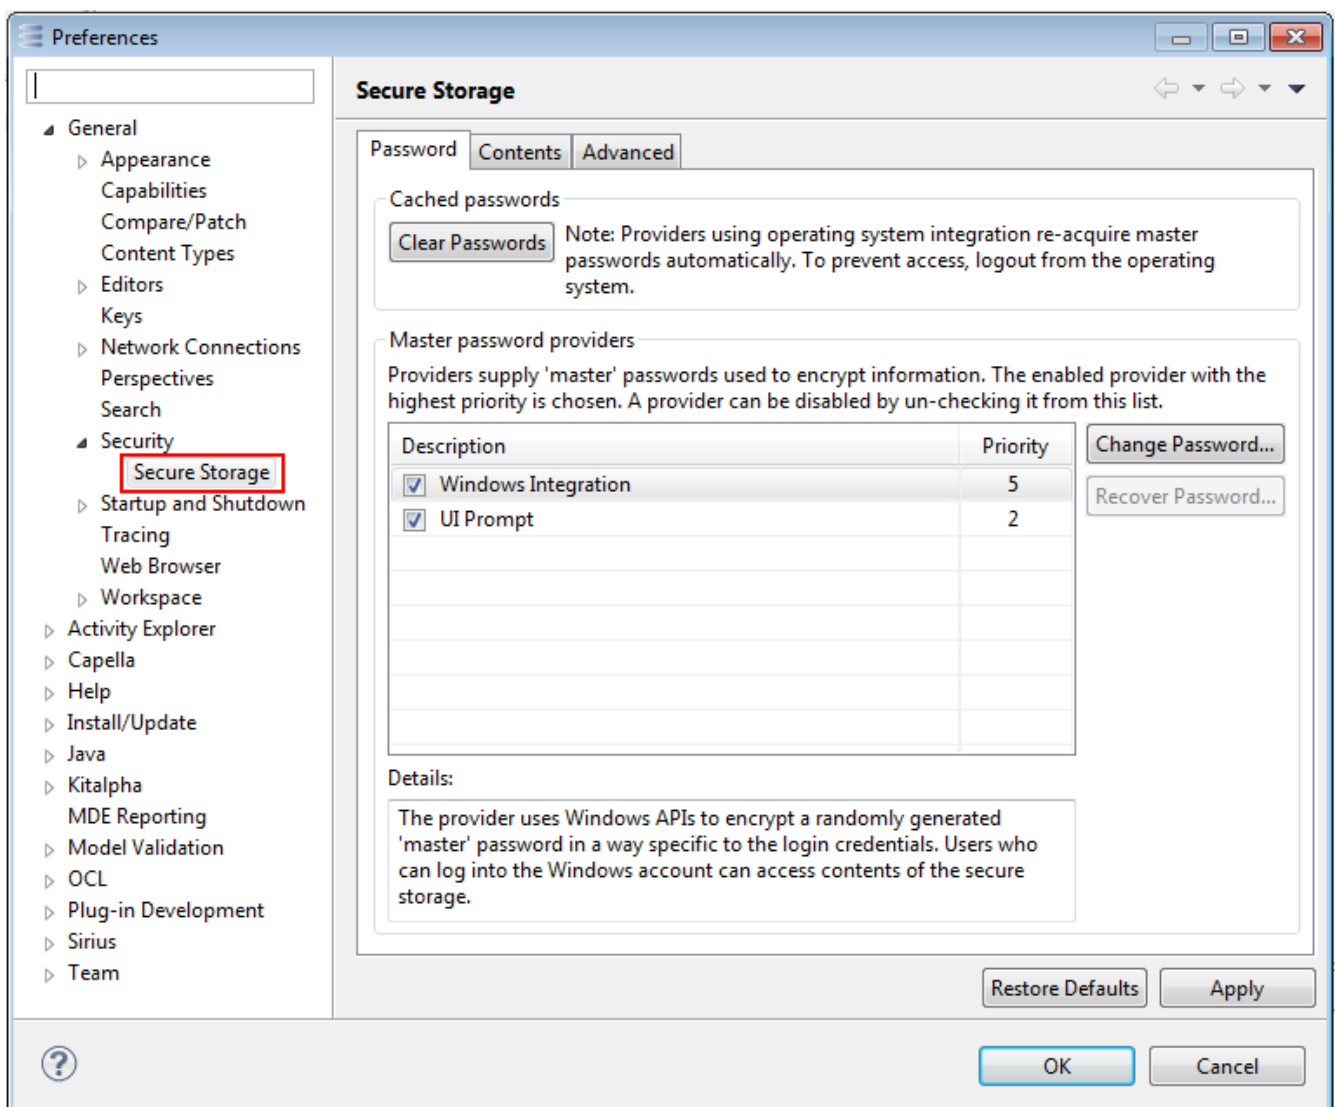 Preferences
General
Appearance
Capabilities
Compare/Patch
Content Types
Editors
Keys
Network Connections
Perspectives
Search
Security
Secure Storage
Startup and Shutdown
Tracing
Web Browser
Workspace
Activity Explorer
Capella
Help
Install/Update
Java
Kitalpha
MDE Reporting
Model Validation
OCL
Plug-in Development
Sirius
Team
Secure Storage
Password Contents Advanced
Cached passwords
Clear Passwords
Note: Providers using operating system integration re-acquire master
passwords automatically. To prevent access, logout from the operating
system.
Master password providers
Providers supply 'master' passwords used to encrypt information. The enabled provider with the
highest priority is chosen. A provider can be disabled by un-checking it from this list.
Description Priority
Windows Integration 5
UI Prompt 2
Change Password...
Recover Password...
Details:
The provider uses Windows APIs to encrypt a randomly generated
'master' password in a way specific to the login credentials. Users who
can log into the Windows account can access contents of the secure
storage.
Restore Defaults Apply
OK Cancel